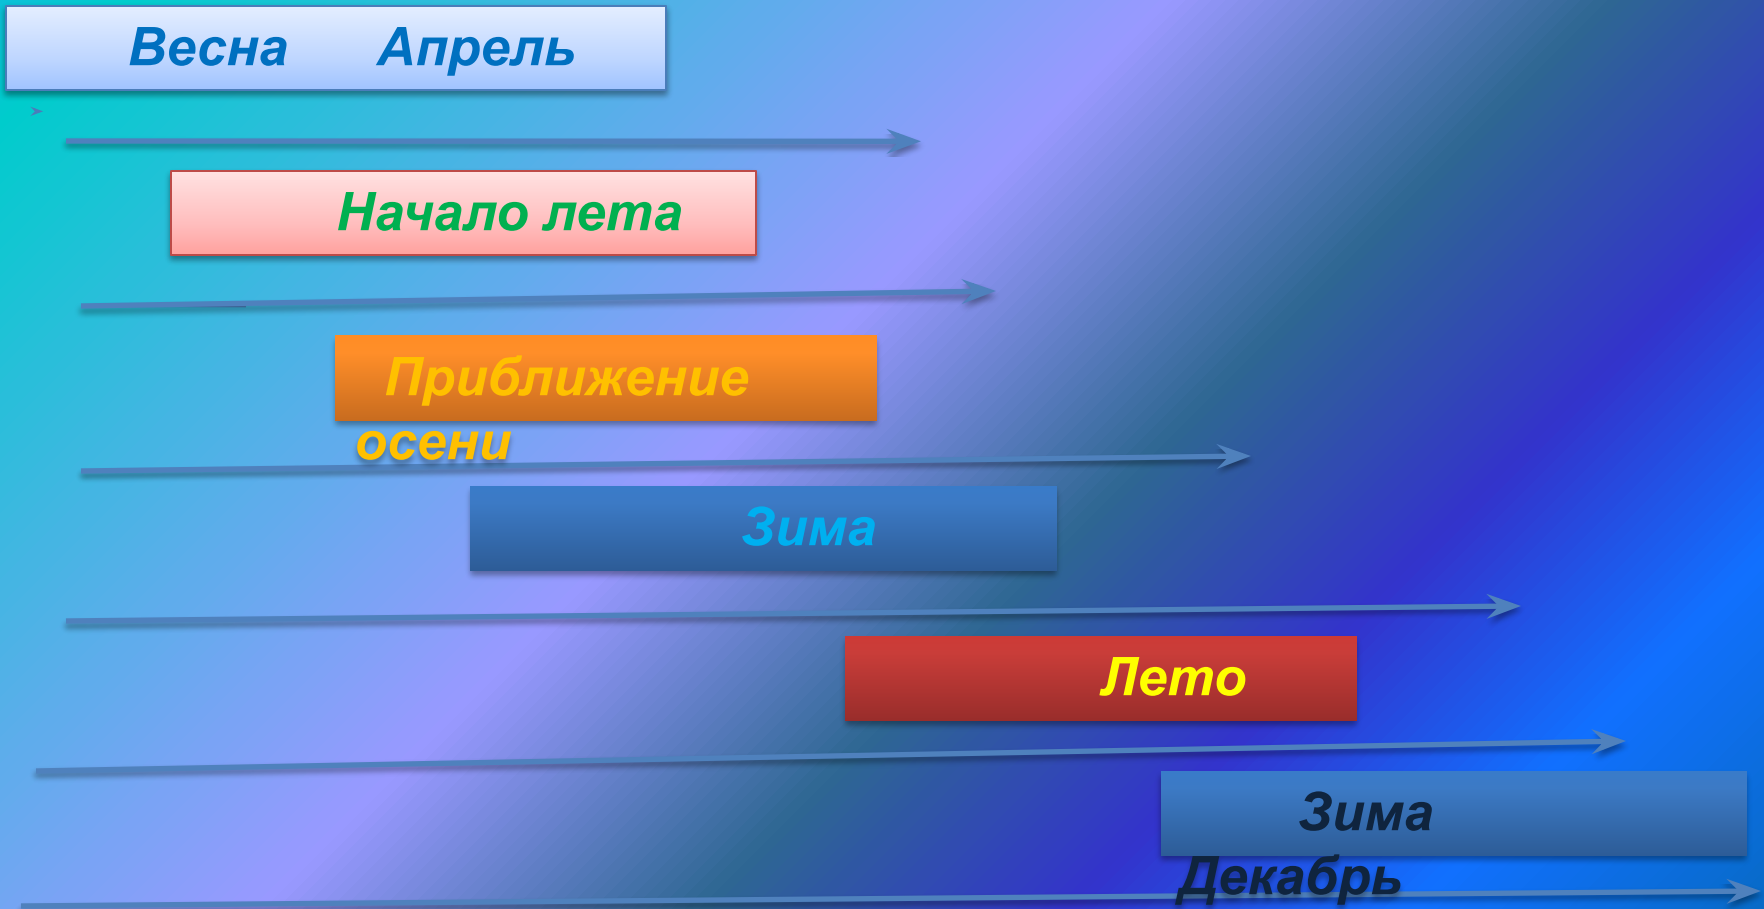 Весна Апрель
Начало лета
Приближение
осени
Зима
Лето
Зима
Декабрь